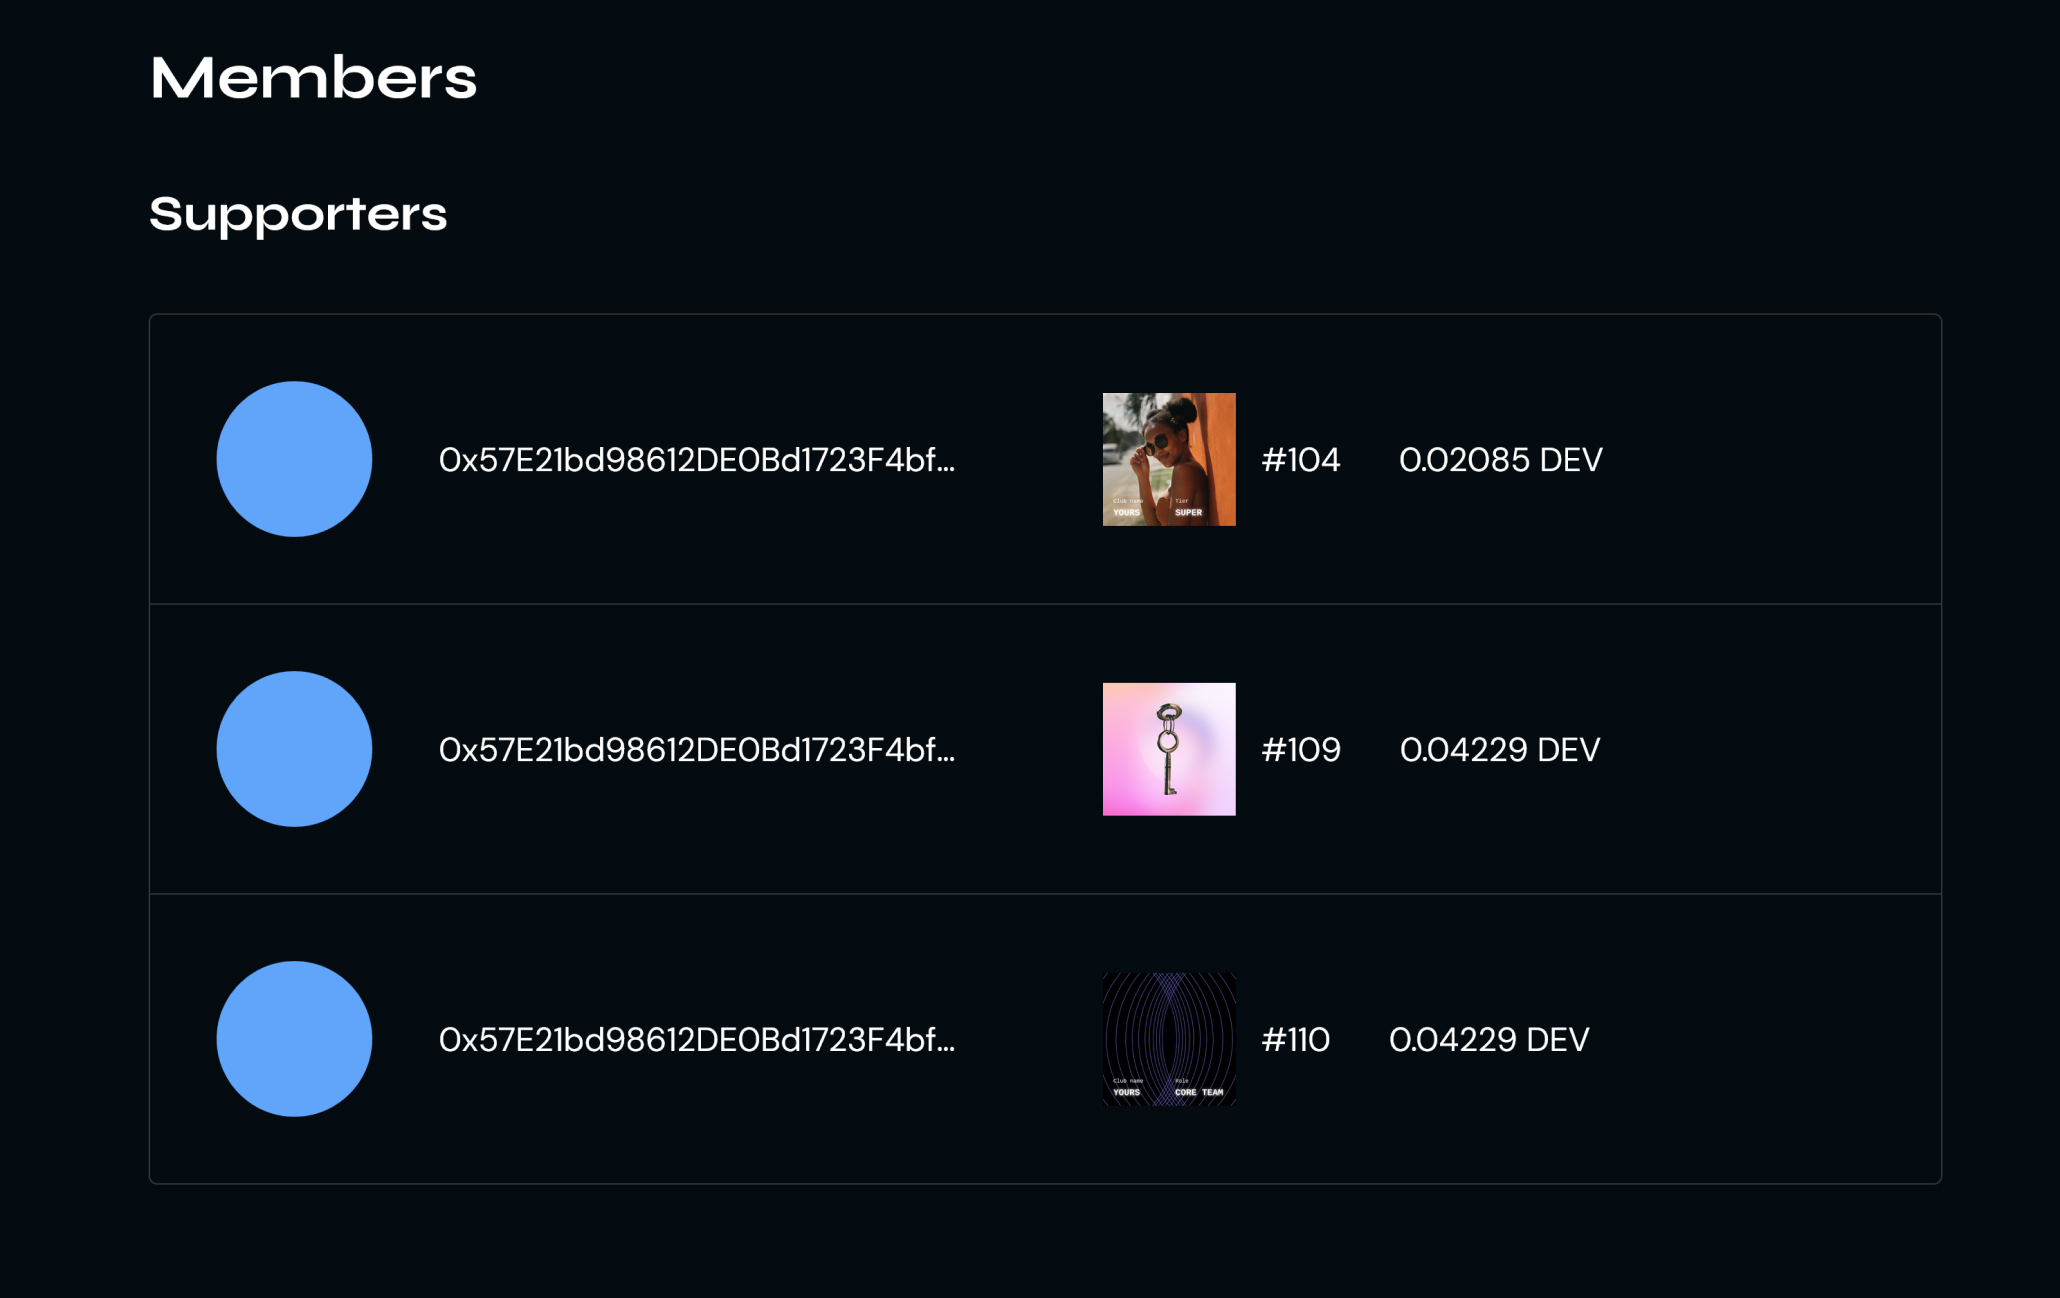 Members
Supporters
0x57E21bd98612DE0Bd1723F4bf...
Club name Tier
YOURS SUPER
#104 0.02085 DEV
0x57E21bd98612DE0Bd1723F4bf...
#109 0.04229 DEV
0x57E21bd98612DE0Bd1723F4bf...
Club name Role
YOURS CORE TEAM
#110 0.04229 DEV